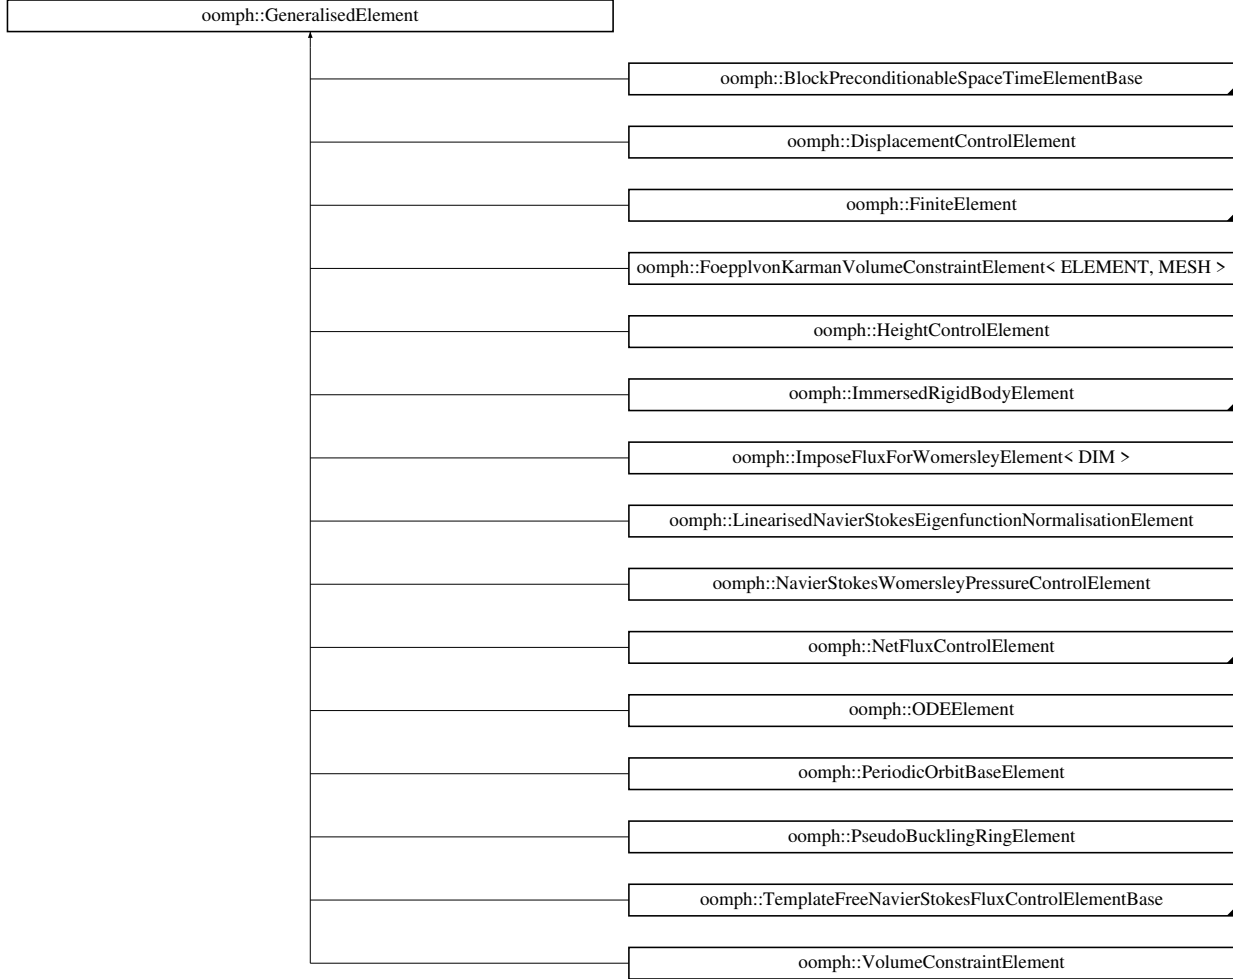 oomph::GeneralisedElement
oomph::BlockPreconditionableSpaceTimeElementBase
oomph::DisplacementControlElement
oomph::FiniteElement
oomph::FoepplvonKarmanVolumeConstraintElement< ELEMENT, MESH >
oomph::HeightControlElement
oomph::ImmersedRigidBodyElement
oomph::ImposeFluxForWomersleyElement< DIM >
oomph::LinearisedNavierStokesEigenfunctionNormalisationElement
oomph::NavierStokesWomersleyPressureControlElement
oomph::NetFluxControlElement
oomph::ODEElement
oomph::PeriodicOrbitBaseElement
oomph::PseudoBucklingRingElement
oomph::TemplateFreeNavierStokesFluxControlElementBase
oomph::VolumeConstraintElement